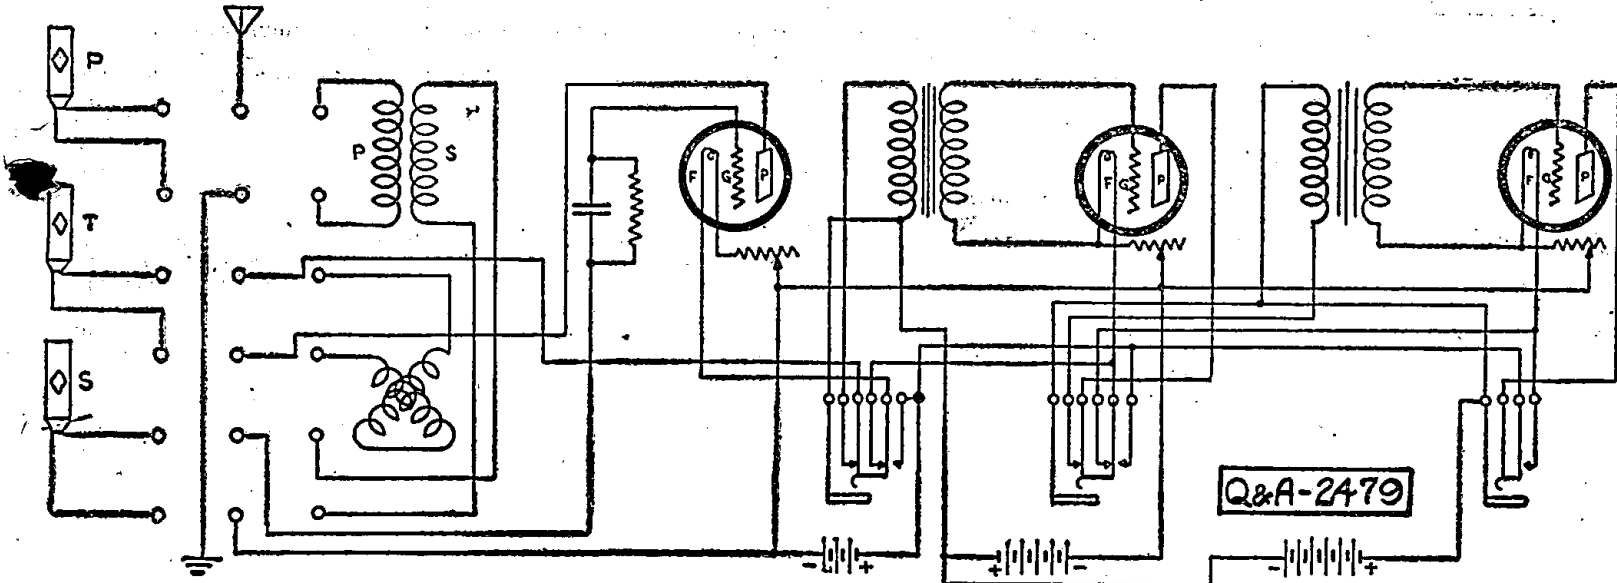 P
T
S
P S
F G P
F G P
F G P
- + + - - +
Q&A-2479